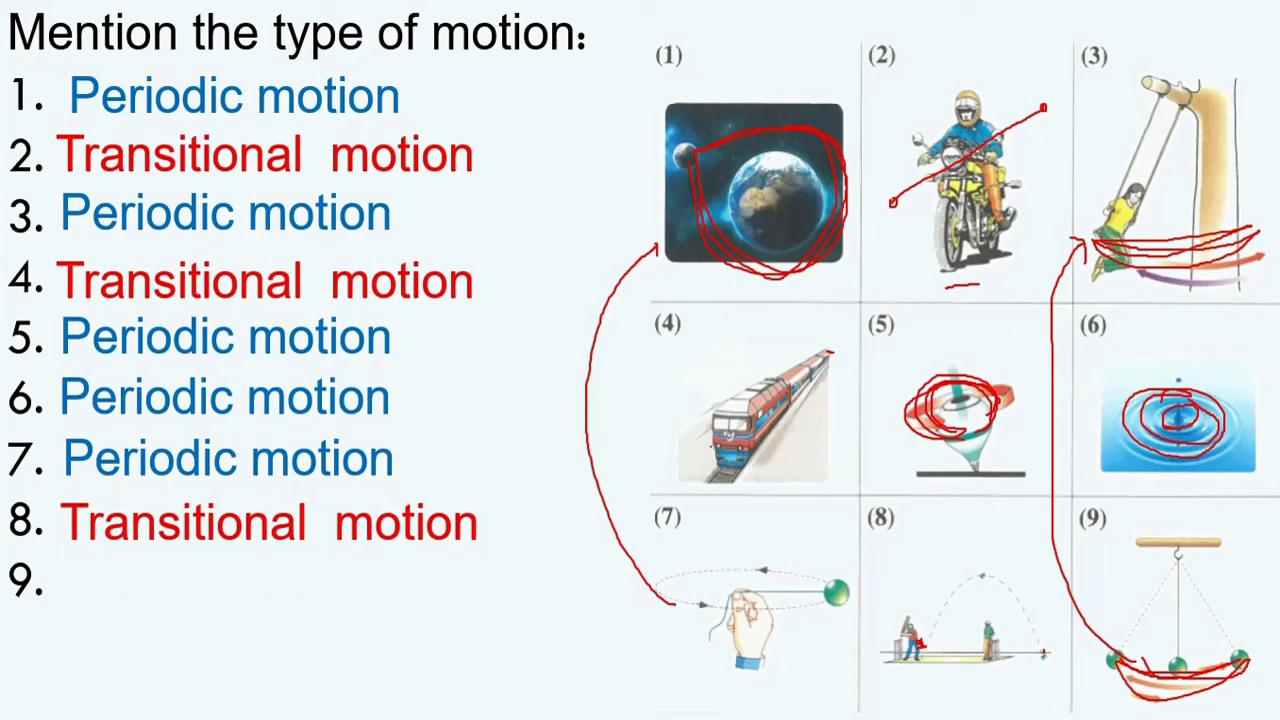 Mention the type of motion:
1. Periodic motion
2. Transitional motion
3. Periodic motion
4. Transitional motion
5. Periodic motion
6. Periodic motion
7. Periodic motion
8. Transitional motion
9.
(1)
(2)
(3)
(4)
(5)
(6)
(7)
(8)
(9)